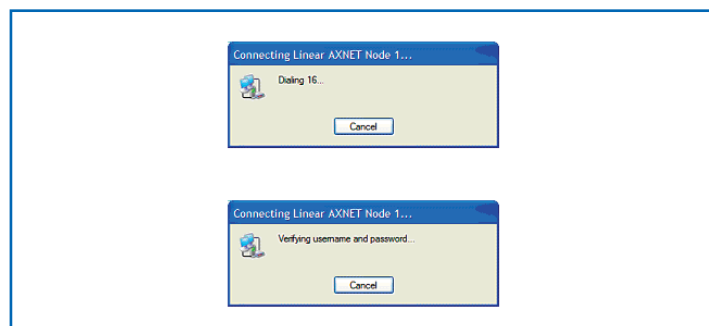 Connecting Linear AXNET Node 1...
Dialing 16...
Cancel
Connecting Linear AXNET Node 1...
Verifying username and password...
Cancel